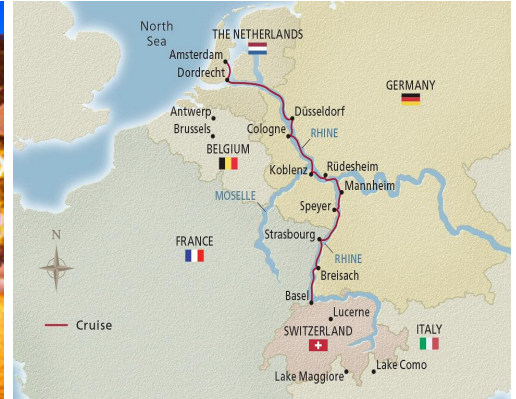 North
Sea
THE NETHERLANDS
Amsterdam
Dordrecht
GERMANY
Antwerp
Brussels
BELGIUM
Düsseldorf
Cologne
RHINE
Koblenz
Rüdesheim
Mannheim
MOSELLE
Speyer
Strasbourg
FRANCE
RHINE
Breisach
N
Basel
Cruise
Lucerne
SWITZERLAND
ITALY
Lake Maggiore
Lake Como